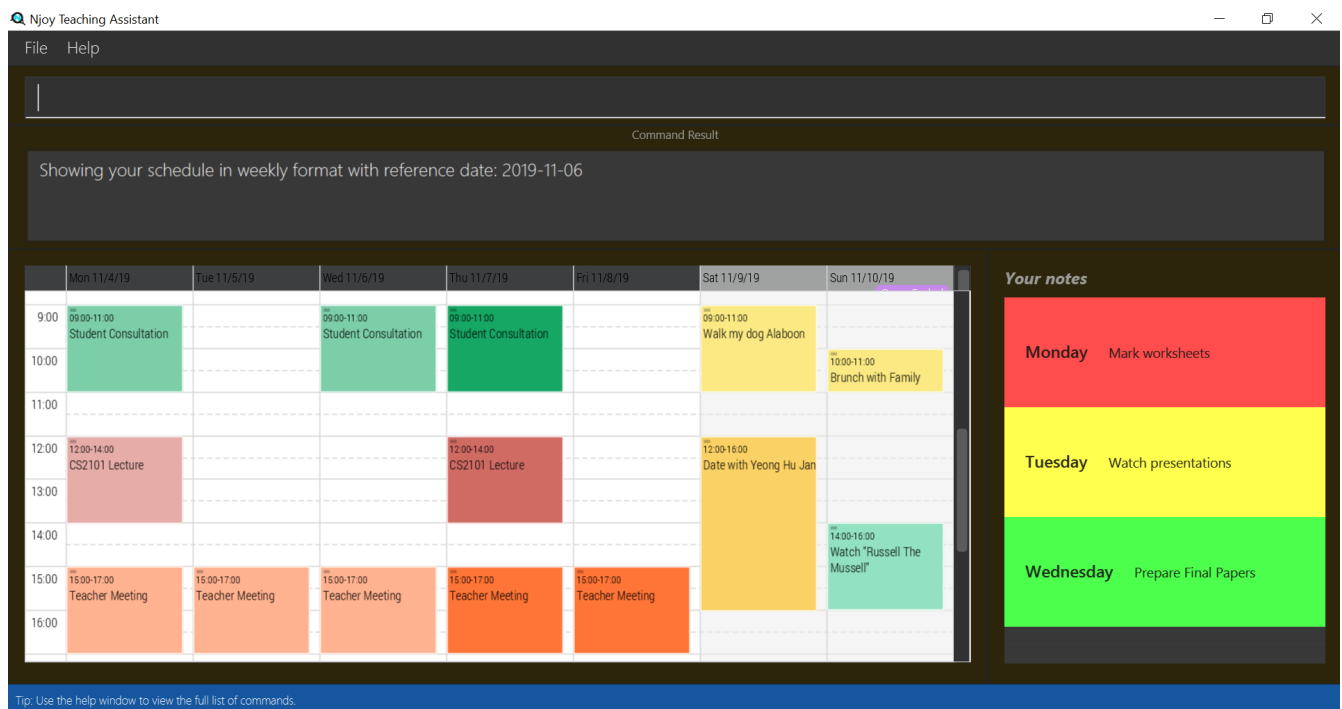 Njoy Teaching Assistant
File Help
Command Result
Showing your schedule in weekly format with reference date: 2019-11-06
Mon 11/4/19 Tue 11/5/19 Wed 11/6/19 Thu 11/7/19 Fri 11/8/19 Sat 11/9/19 Sun 11/10/19
9:00
10:00
11:00
12:00
13:00
14:00
15:00
16:00
09:00-11:00
Student Consultation
12:00-14:00
CS2101 Lecture
15:00-17:00
Teacher Meeting
15:00-17:00
Teacher Meeting
09:00-11:00
Student Consultation
15:00-17:00
Teacher Meeting
09:00-11:00
Student Consultation
12:00-14:00
CS2101 Lecture
15:00-17:00
Teacher Meeting
15:00-17:00
Teacher Meeting
09:00-11:00
Walk my dog Alaboon
12:00-16:00
Date with Yeong Hu Jan
10:00-11:00
Brunch with Family
14:00-16:00
Watch "Russell The
Mussell"
Your notes
Monday Mark worksheets
Tuesday Watch presentations
Wednesday Prepare Final Papers
Tip: Use the help window to view the full list of commands.